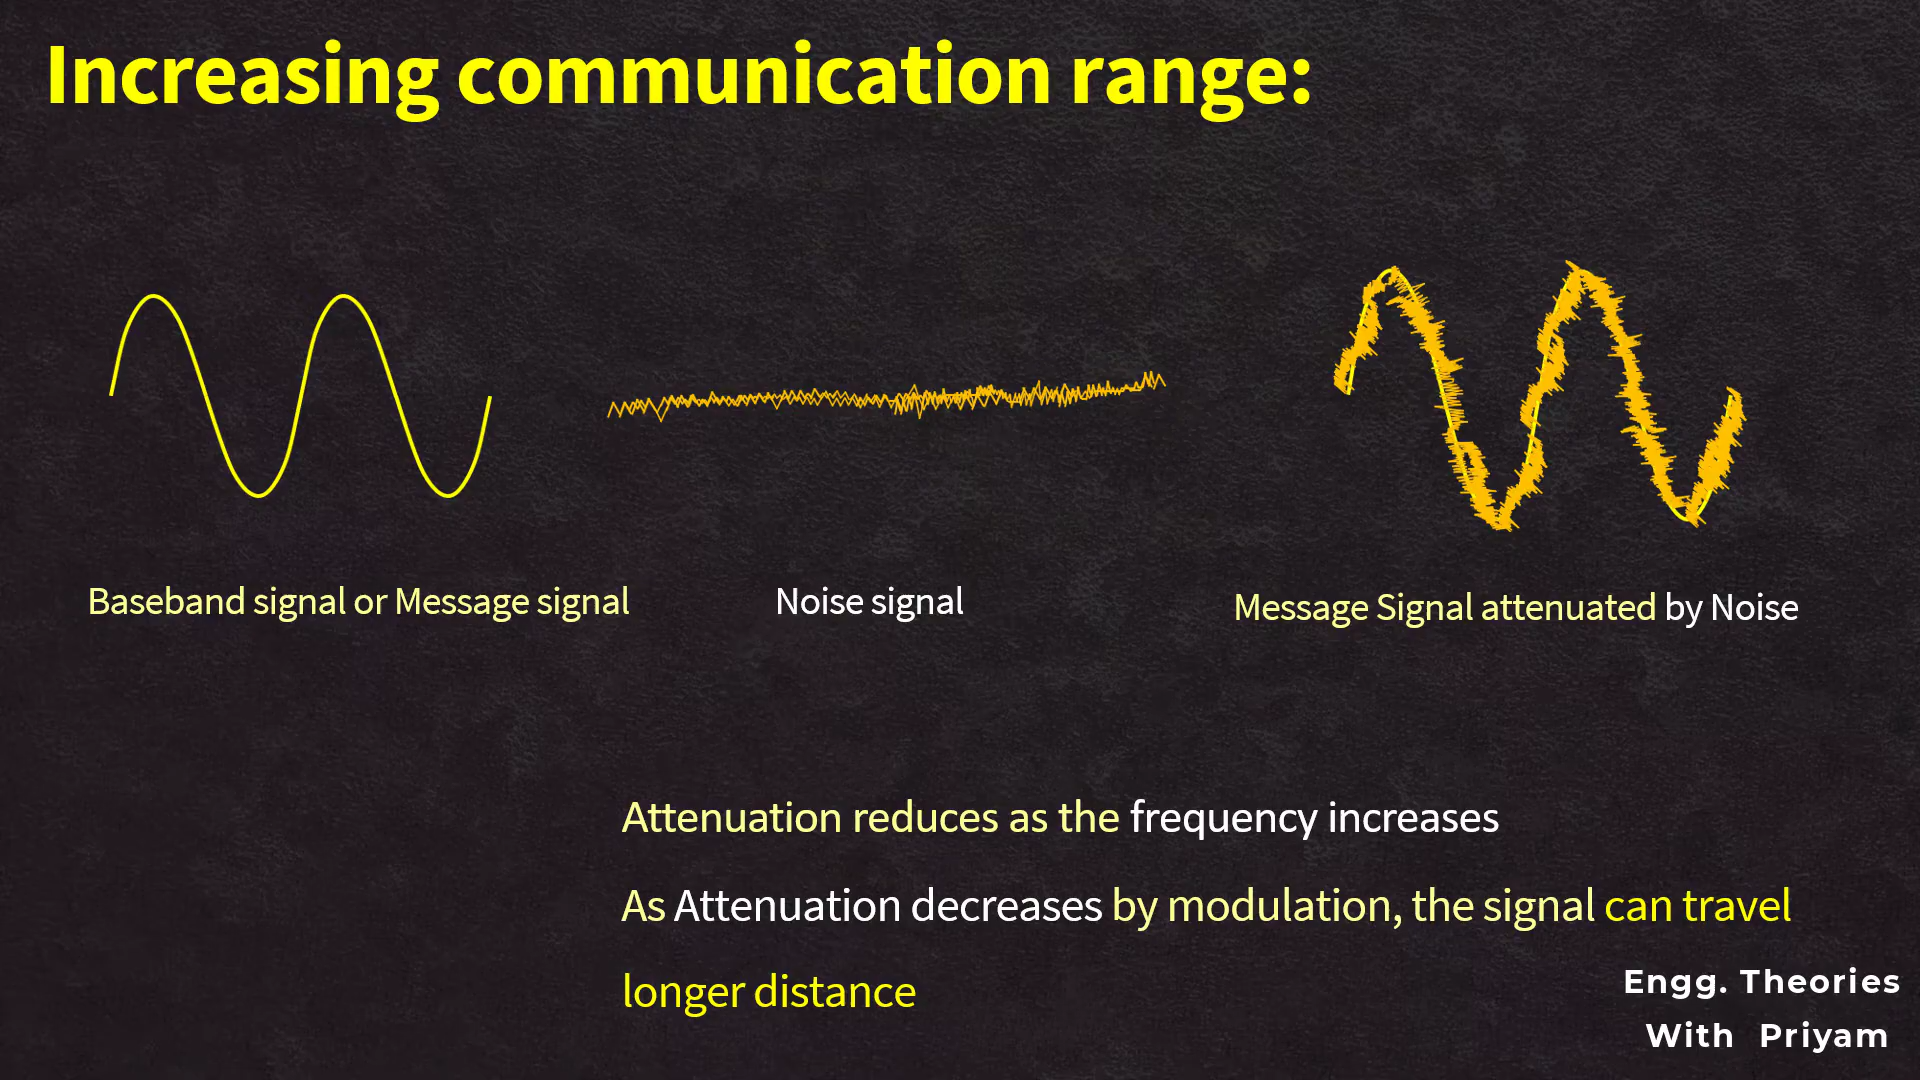 Increasing communication range:
Baseband signal or Message signal
Noise signal
Message Signal attenuated by Noise
Attenuation reduces as the frequency increases
As Attenuation decreases by modulation, the signal can travel
longer distance
Engg. Theories
With Priyam